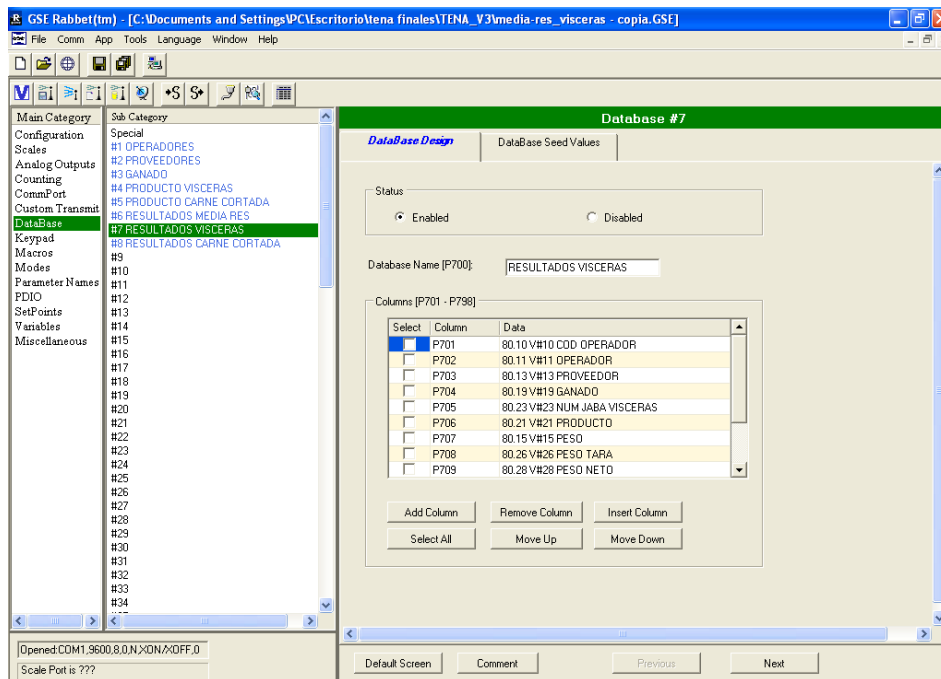 GSE Rabbet(tm) - [C:\Documents and Settings\PC\Escritorio\tena finales\TENA_V3\media-res_visceras - copia.GSE]
File Comm App Tools Language Window Help
Main Category
Configuration
Scales
Analog Outputs
Counting
CommPort
Custom Transmit
DataBase
Keypad
Macros
Modes
Parameter Names
PDIO
SetPoints
Variables
Miscellaneous
Sub Category
Special
#1 OPERADORES
#2 PROVEEDORES
#3 GANADO
#4 PRODUCTO VISCERAS
#5 PRODUCTO CARNE CORTADA
#6 RESULTADOS MEDIA RES
#7 RESULTADOS VISCERAS
#8 RESULTADOS CARNE CORTADA
#9
#10
#11
#12
#13
#14
#15
#16
#17
#18
#19
#20
#21
#22
#23
#24
#25
#26
#27
#28
#29
#30
#31
#32
#33
#34
Database #7
DataBase Design DataBase Seed Values
Status
Enabled Disabled
Database Name [P700]: RESULTADOS VISCERAS
Columns [P701 - P798]
Select Column Data
P701 80.10 V#10 COD OPERADOR
P702 80.11 V#11 OPERADOR
P703 80.13 V#13 PROVEEDOR
P704 80.19 V#19 GANADO
P705 80.23 V#23 NUM JABA VISCERAS
P706 80.21 V#21 PRODUCTO
P707 80.15 V#15 PESO
P708 80.26 V#26 PESO TARA
P709 80.28 V#28 PESO NETO
Add Column Remove Column Insert Column
Select All Move Up Move Down
Opened:COM1,9600,8,0,N,XON/XOFF,0
Scale Port is ???
Default Screen Comment Previous Next